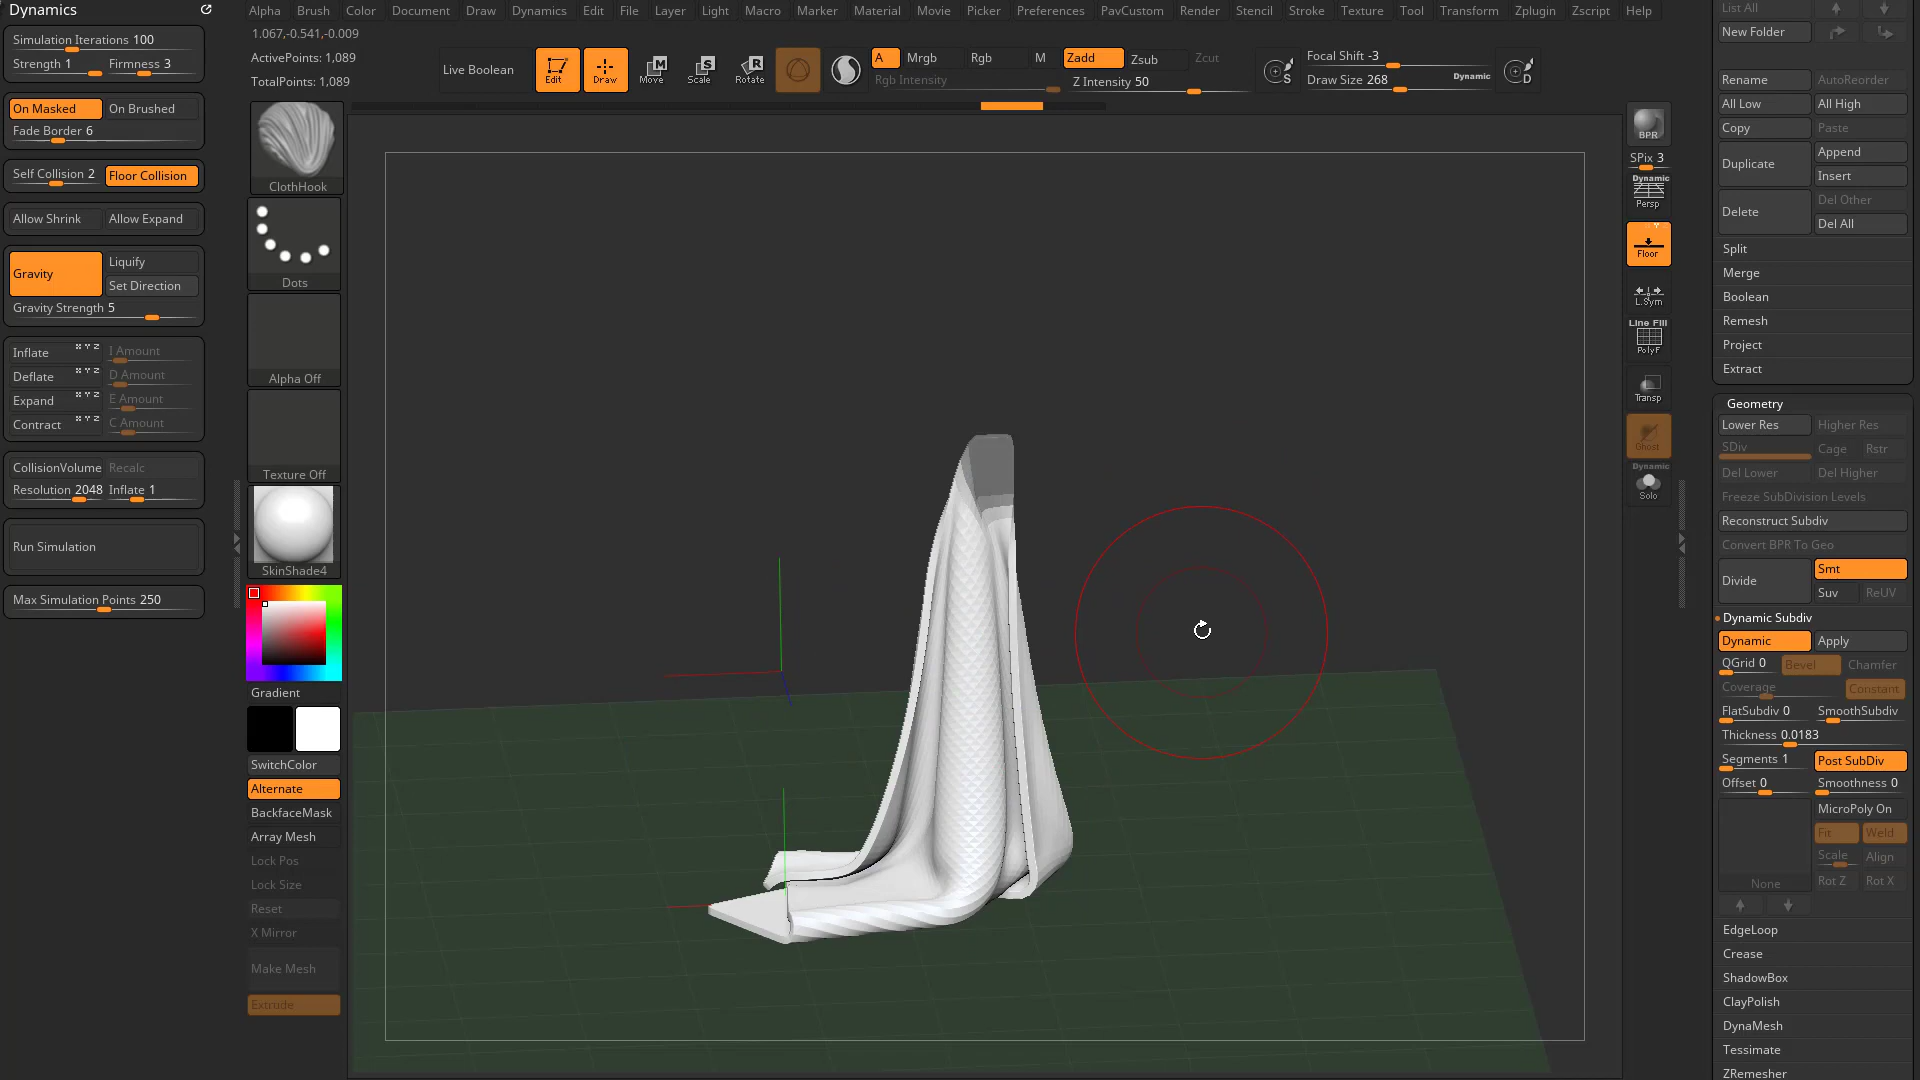 Dynamics
Simulation Iterations 100
Strength 1 Firmness 3
On Masked On Brushed
Fade Border 6
Self Collision 2 Floor Collision
Allow Shrink Allow Expand
Gravity
Liquify
Set Direction
Gravity Strength 5
Inflate x Y z I Amount
Deflate x Y z D Amount
Expand x Y z E Amount
Contract x Y z C Amount
CollisionVolume Recalc
Resolution 2048 Inflate 1
Run Simulation
Max Simulation Points 250
Alpha Brush Color Document Draw Dynamics Edit File Layer Light Macro Marker Material Movie Picker Preferences PavCustom Render Stencil Stroke Texture Tool Transform Zplugin Zscript Help
1.067,-0.541,-0.009
ActivePoints: 1,089
TotalPoints: 1,089
Live Boolean
Edit
Draw
M
Move
S
Scale
R
Rotate
A Mrgb Rgb M
Rgb Intensity
Zadd Zsub Zcut
Z Intensity 50
S
Focal Shift -3
Draw Size 268 Dynamic
D
ClothHook
Dots
Alpha Off
Texture Off
SkinShade4
Gradient
SwitchColor
Alternate
BackfaceMask
Array Mesh
Lock Pos
Lock Size
Reset
X Mirror
Make Mesh
Extrude
BPR
SPix 3
Dynamic
Persp
Floor
L.Sym
Line Fill
PolyF
Transp
Ghost
Dynamic
Solo
List All
New Folder
Rename AutoReorder
All Low All High
Copy Paste
Duplicate Append
Insert
Delete Del Other
Del All
Split
Merge
Boolean
Remesh
Project
Extract
Geometry
Lower Res Higher Res
SDiv Cage Rstr
Del Lower Del Higher
Freeze SubDivision Levels
Reconstruct Subdiv
Convert BPR To Geo
Divide Smt
Suv ReUV
Dynamic Subdiv
Dynamic Apply
QGrid 0 Bevel Chamfer
Coverage Constant
FlatSubdiv 0 SmoothSubdiv
Thickness 0.0183
Segments 1 Post SubDiv
Offset 0 Smoothness 0
MicroPoly On
Fit Weld
Scale Align
None Rot Z Rot X
EdgeLoop
Crease
ShadowBox
ClayPolish
DynaMesh
Tessimate
ZRemesher